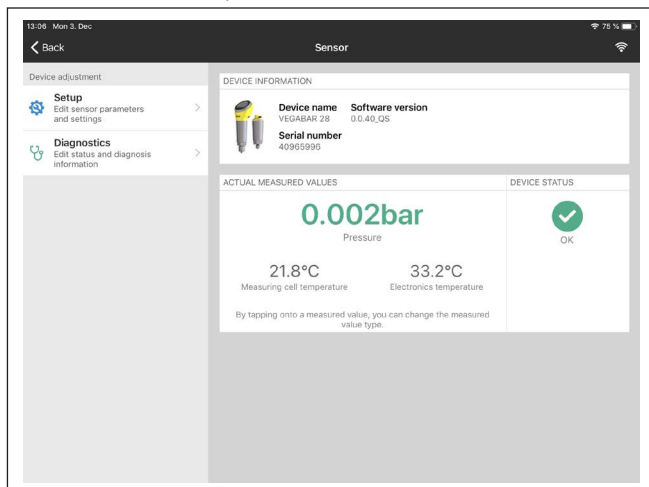 13:06 Mon 3. Dec
75 %
Back
Sensor
Device adjustment
Setup
Edit sensor parameters
and settings
Diagnostics
Edit status and diagnosis
information
DEVICE INFORMATION
Device name Software version
VEGABAR 28 0.0.40_QS
Serial number
40965996
ACTUAL MEASURED VALUES
DEVICE STATUS
0.002bar
Pressure
OK
21.8°C 33.2°C
Measuring cell temperature Electronics temperature
By tapping onto a measured value, you can change the measured
value type.